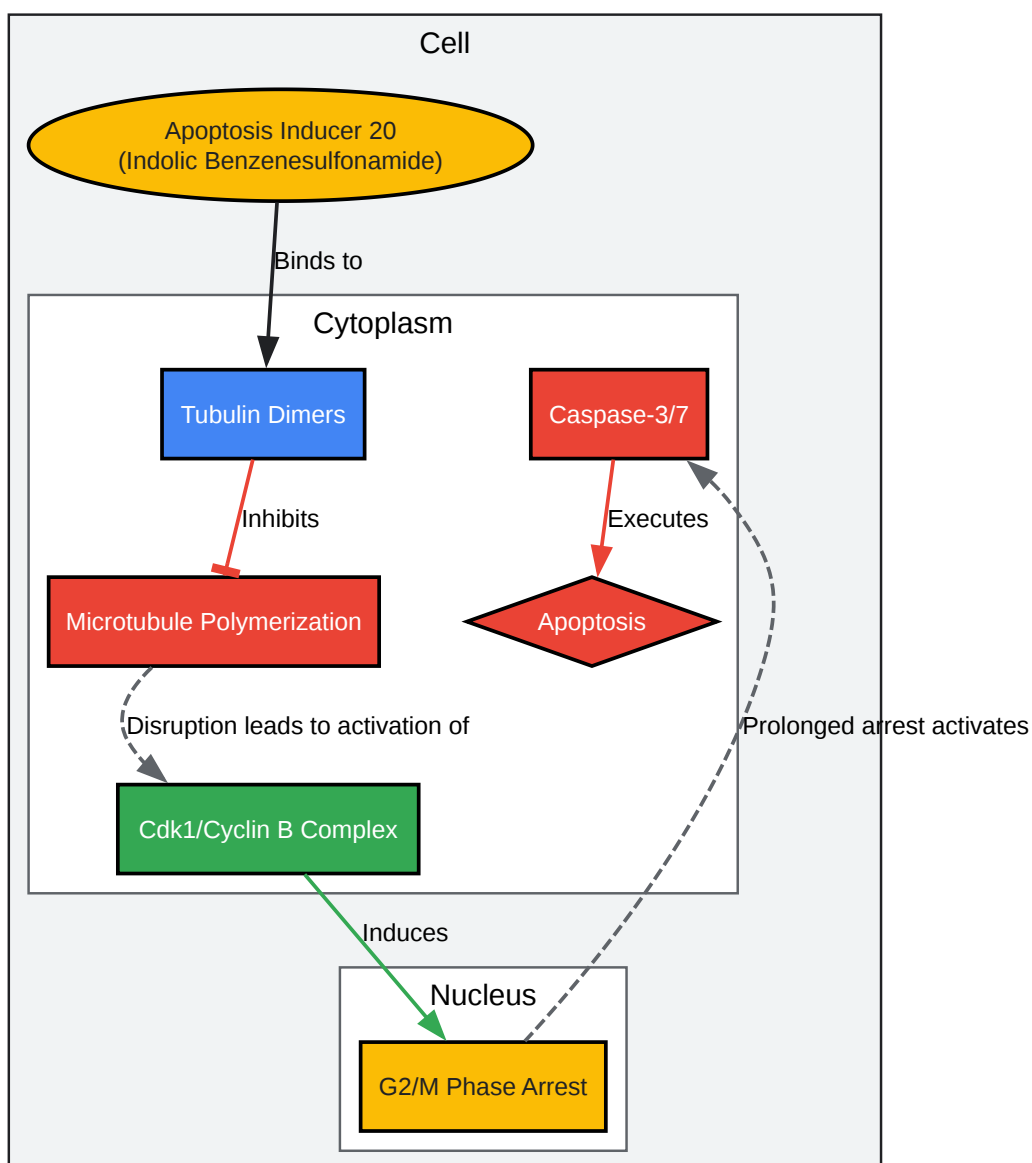 Cell
Apoptosis Inducer 20
(Indolic Benzenesulfonamide)
Binds to
Cytoplasm
Tubulin Dimers
Caspase-3/7
Inhibits
Executes
Microtubule Polymerization
Apoptosis
Disruption leads to activation of
Prolonged arrest activates
Cdk1/Cyclin B Complex
Induces
Nucleus
G2/M Phase Arrest